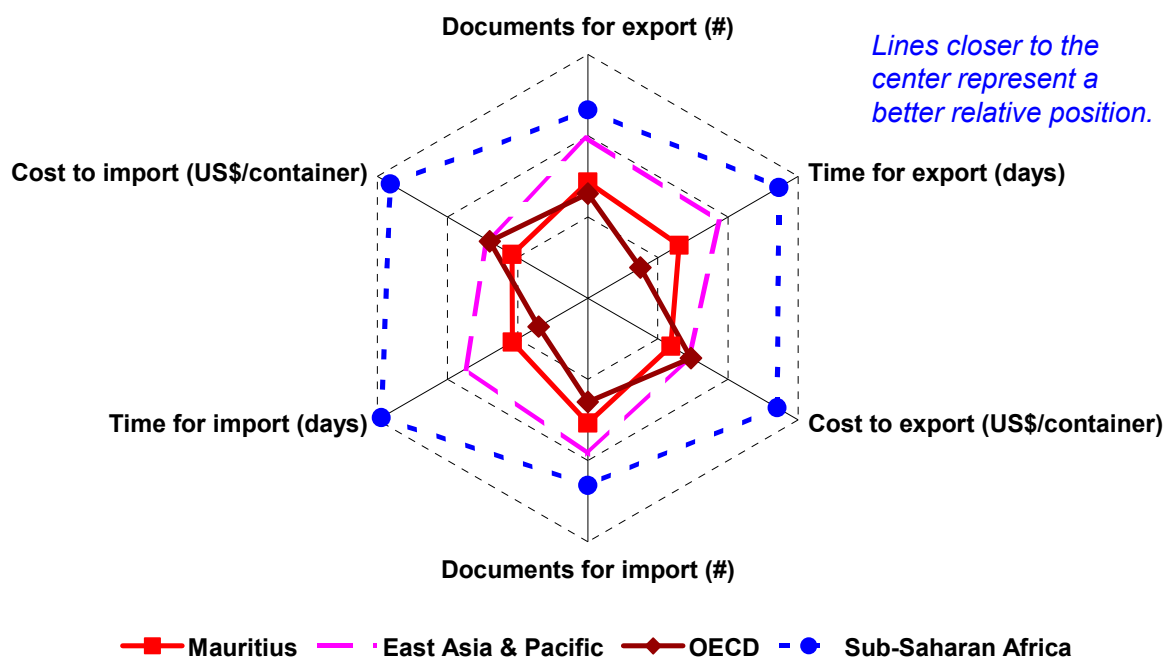 Documents for export (#)
Lines closer to the
center represent a
better relative position.
Cost to import (US$/container)
Time for export (days)
Time for import (days)
Cost to export (US$/container)
Documents for import (#)
Mauritius East Asia & Pacific OECD Sub-Saharan Africa